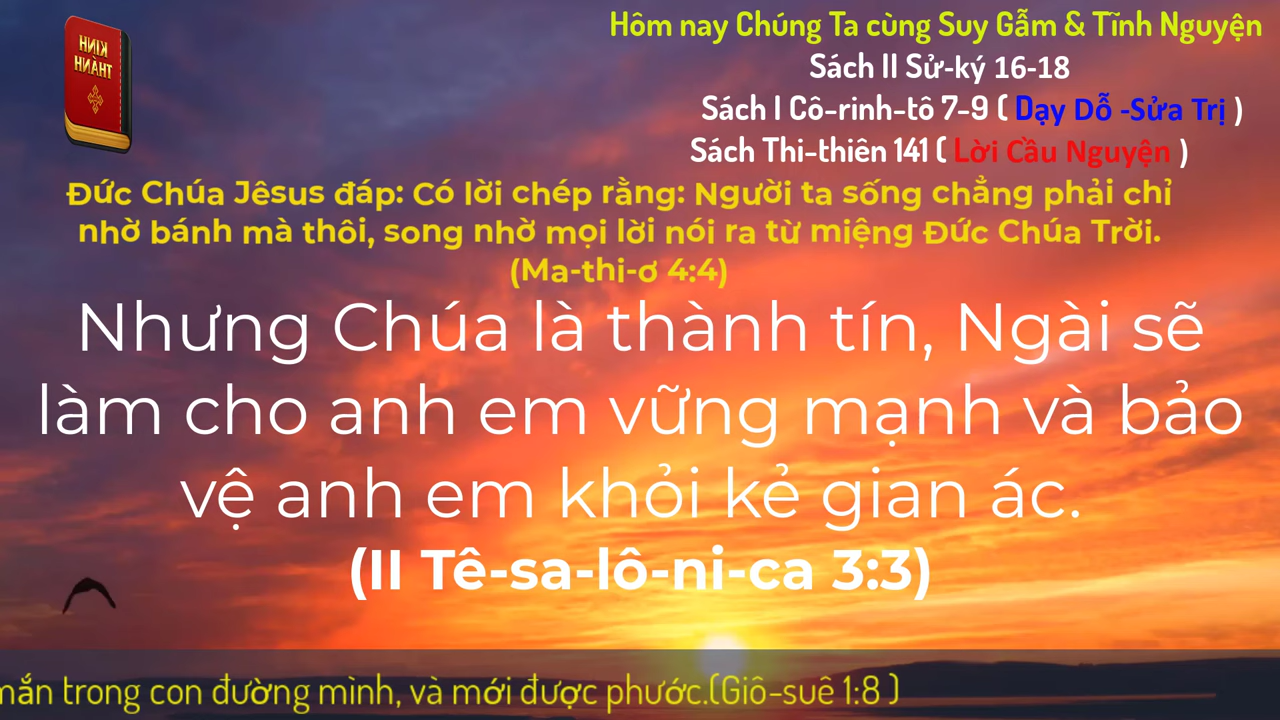 KINH
THÁNH
Hôm nay Chúng Ta cùng Suy Gẫm & Tĩnh Nguyện
Sách II Sử-ký 16-18
Sách I Cô-rinh-tô 7-9 ( Dạy Dỗ -Sửa Trị )
Sách Thi-thiên 141 ( Lời Cầu Nguyện )
Đức Chúa Jêsus đáp: Có lời chép rằng: Người ta sống chẳng phải chỉ
nhờ bánh mà thôi, song nhờ mọi lời nói ra từ miệng Đức Chúa Trời.
(Ma-thi-ơ 4:4)
Nhưng Chúa là thành tín, Ngài sẽ
làm cho anh em vững mạnh và bảo
vệ anh em khỏi kẻ gian ác.
(II Tê-sa-lô-ni-ca 3:3)
mắn trong con đường mình, và mới được phước.(Giô-suê 1:8 )